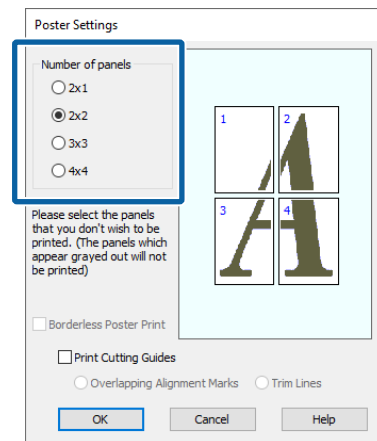 Poster Settings
Number of panels
2x1
2x2
3x3
4x4
1
2
3
4
A
Please select the panels
that you don't wish to be
printed. (The panels which
appear grayed out will not
be printed)
Borderless Poster Print
Print Cutting Guides
Overlapping Alignment Marks
Trim Lines
OK
Cancel
Help